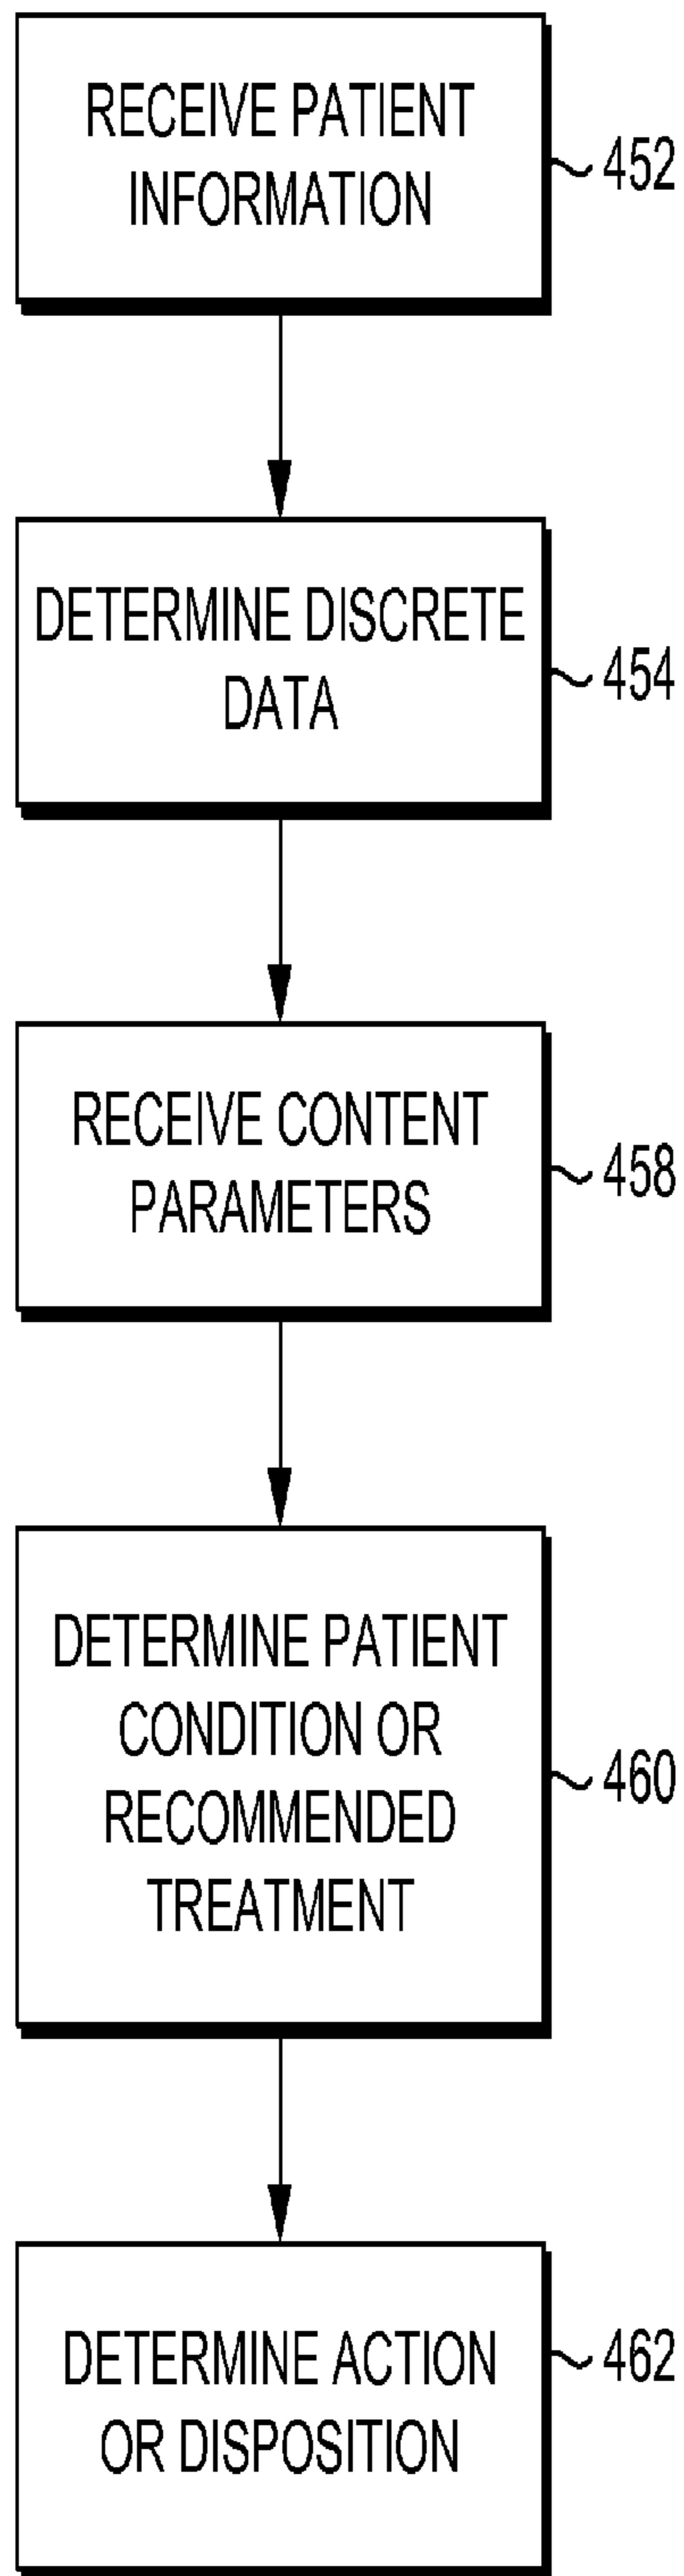 RECEIVE PATIENT
INFORMATION
452
DETERMINE DISCRETE
DATA
454
RECEIVE CONTENT
PARAMETERS
458
DETERMINE PATIENT
CONDITION OR
RECOMMENDED
TREATMENT
460
DETERMINE ACTION
OR DISPOSITION
462